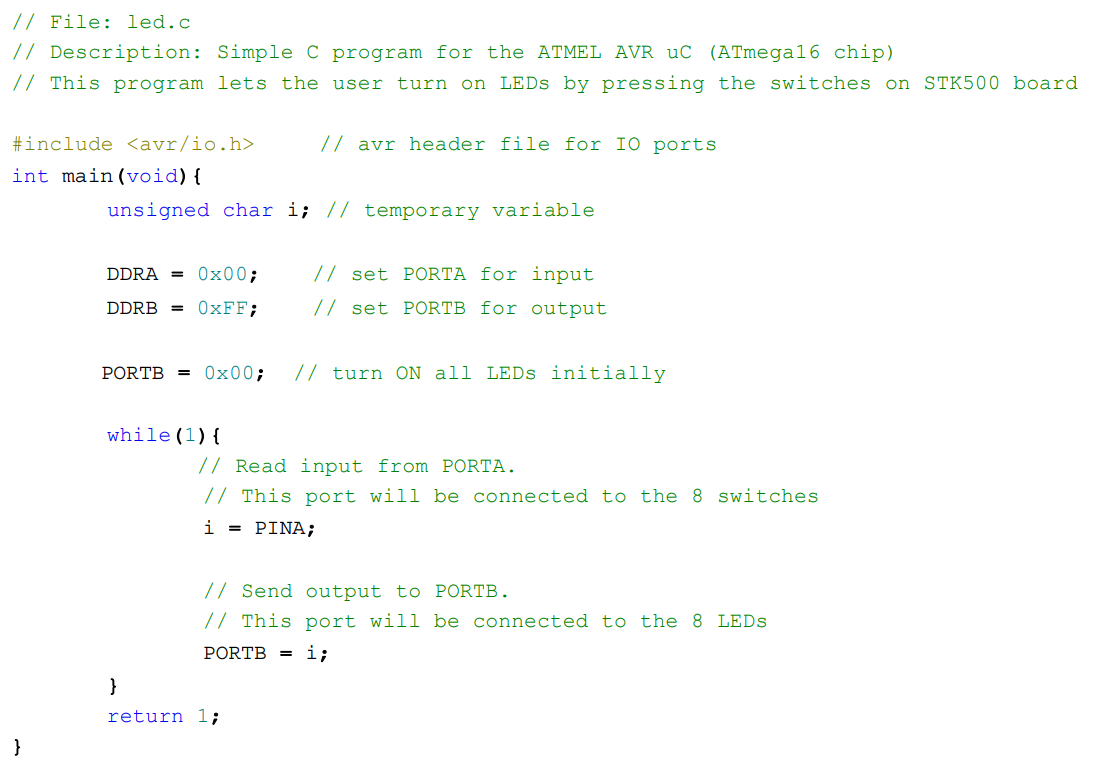 // File: led.c
// Description: Simple C program for the ATMEL AVR uC (ATmega16 chip)
// This program lets the user turn on LEDs by pressing the switches on STK500 board
#include <avr/io.h> // avr header file for IO ports
int main(void){
unsigned char i; // temporary variable
DDRA = 0x00; // set PORTA for input
DDRB = 0xFF; // set PORTB for output
PORTB = 0x00; // turn ON all LEDs initially
while(1){
// Read input from PORTA.
// This port will be connected to the 8 switches
i = PINA;
// Send output to PORTB.
// This port will be connected to the 8 LEDs
PORTB = i;
}
return 1;
}